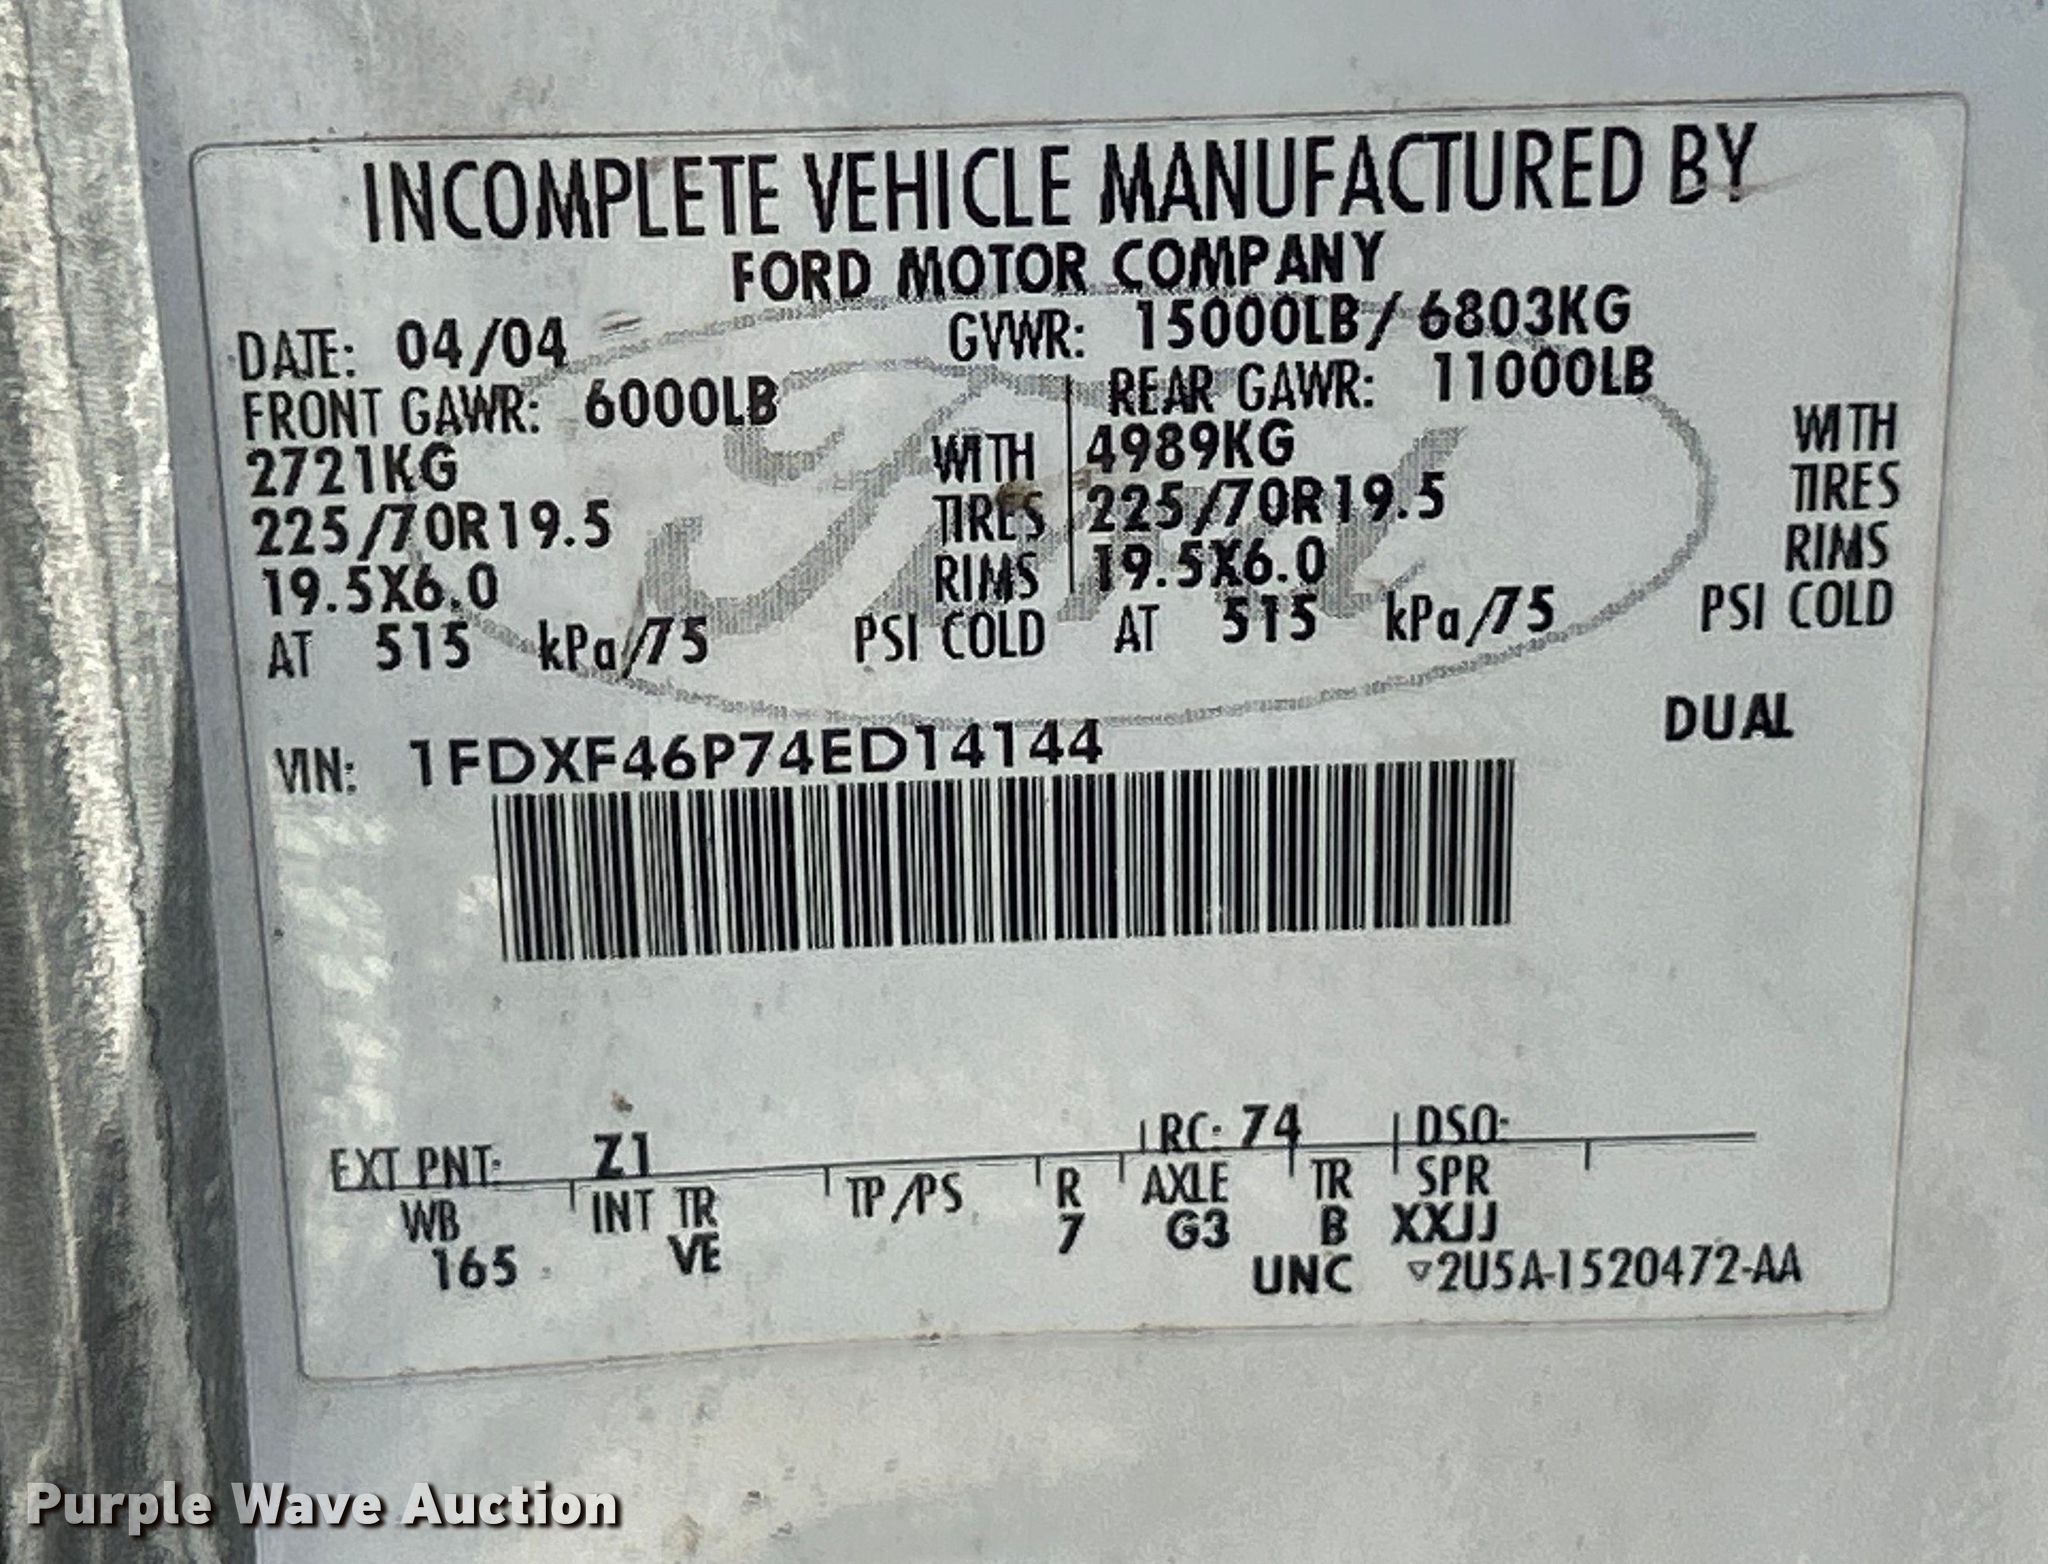 INCOMPLETE VEHICLE MANUFACTURED BY
FORD MOTOR COMPANY
DATE: 04/04 GVWR: 15000LB/ 6803KG
FRONT GAWR: 6000LB REAR GAWR: 11000LB
2721KG WITH 4989KG WITH
225/70R19.5 TIRES 225/70R19.5 TIRES
19.5X6.0 RIMS 19.5X6.0 RIMS
AT 515 kPa/75 PSI COLD AT 515 kPa/75 PSI COLD
DUAL
VIN: 1FDXF46P74ED14144
EXT PNT: Z1 RC: 74 DSO:
WB INT TR TP/PS R AXLE TR SPR
165 VE 7 G3 B XXJJ
UNC ▽2U5A-1520472-AA
Ford
Purple Wave Auction